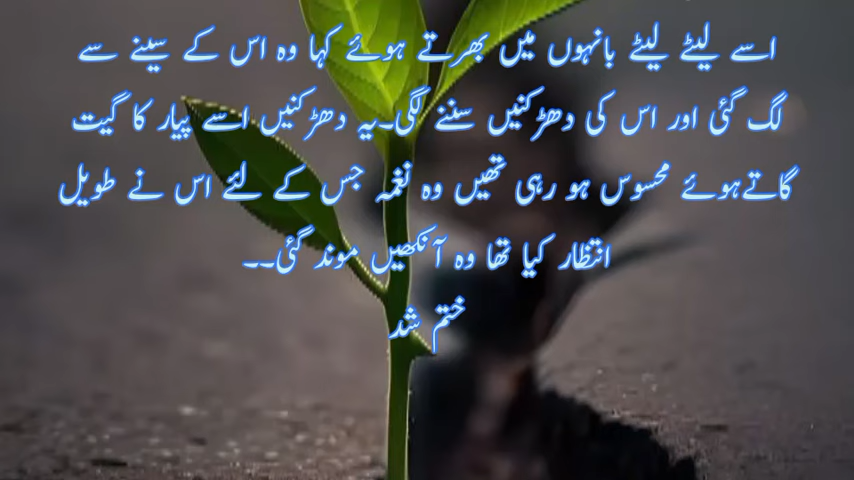 اسے لیٹے لیٹے بانہوں میں بھرتے ہوئے کہا وہ اس کے سینے سے
لگ گئی اور اس کی دھڑکنیں سننے لگی۔یہ دھڑکنیں اسے پیار کا گیت
گاتےہوئے محسوس ہو رہی تھیں وہ نغمہ جس کے لئے اس نے طویل
انتظار کیا تھا وہ آنکھیں موند گئی۔۔
ختم شد